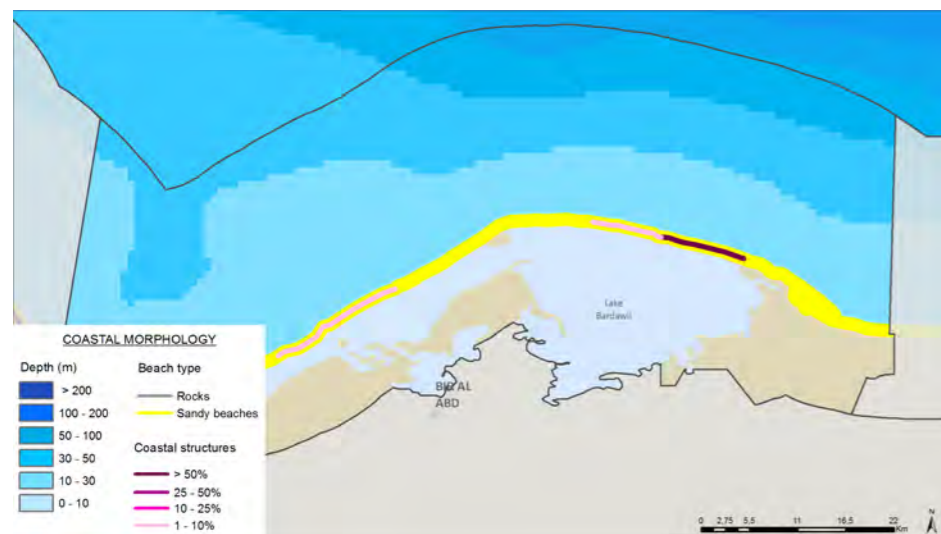 Lake
Bardawil
BIR AL
ABD
COASTAL MORPHOLOGY
Depth (m)
> 200
100 - 200
50 - 100
30 - 50
10 - 30
0 - 10
Beach type
Rocks
Sandy beaches
Coastal structures
> 50%
25 - 50%
10 - 25%
1 - 10%
0 2,75 5,5 11 16,5 22
Km
N